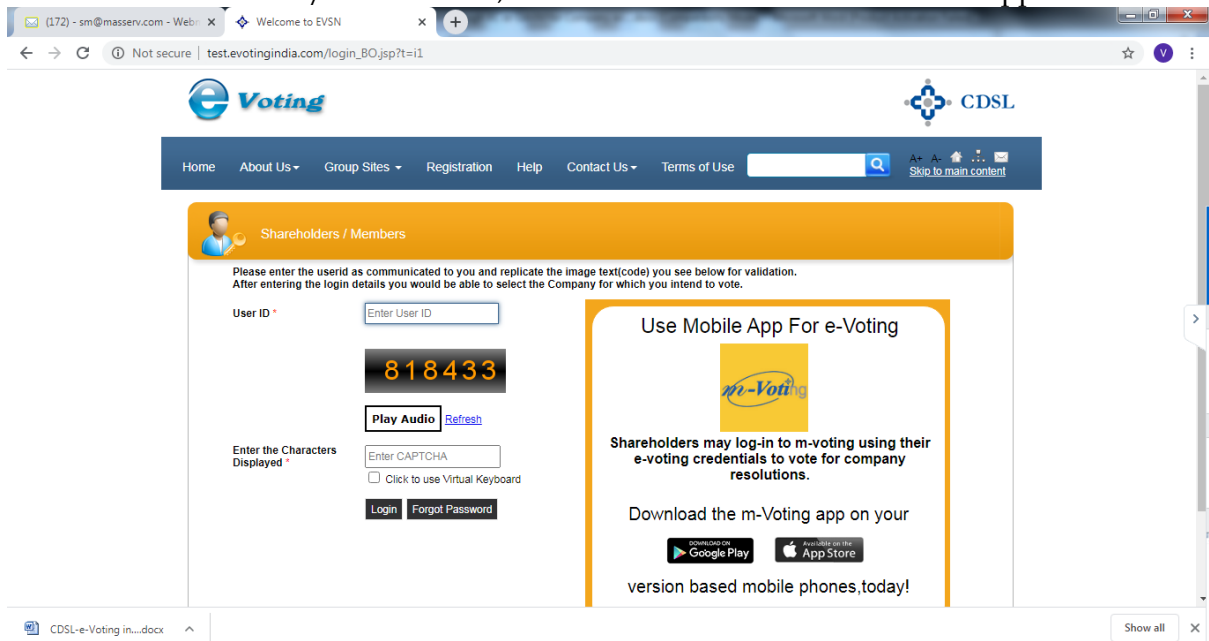 (172) - sm@masserv.com - Web
Welcome to EVSN
Not secure | test.evotingindia.com/login_BO.jsp?t=i1
V
e Voting
CDSL
Home About Us Group Sites Registration Help Contact Us Terms of Use
A+ A-
Skip to main content
Shareholders / Members
Please enter the userid as communicated to you and replicate the image text(code) you see below for validation.
After entering the login details you would be able to select the Company for which you intend to vote.
User ID *
Enter User ID
818433
Play Audio Refresh
Enter the Characters
Displayed *
Enter CAPTCHA
Click to use Virtual Keyboard
Login Forgot Password
Use Mobile App For e-Voting
m-Voting
Shareholders may log-in to m-voting using their
e-voting credentials to vote for company
resolutions.
Download the m-Voting app on your
DOWNLOAD ON
Google Play
Available on the
App Store
version based mobile phones,today!
CDSL-e-Voting in....docx
Show all